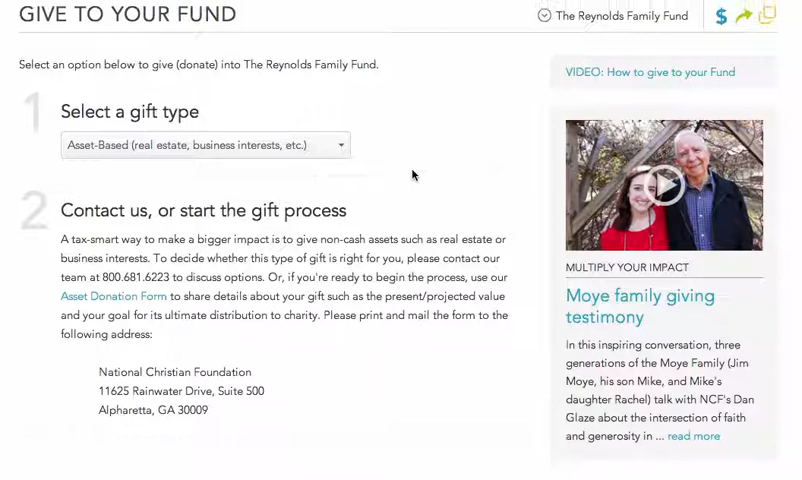 GIVE TO YOUR FUND
The Reynolds Family Fund
$
Select an option below to give (donate) into The Reynolds Family Fund.
1
Select a gift type
Asset-Based (real estate, business interests, etc.)
2
Contact us, or start the gift process
A tax-smart way to make a bigger impact is to give non-cash assets such as real estate or
business interests. To decide whether this type of gift is right for you, please contact our
team at 800.681.6223 to discuss options. Or, if you're ready to begin the process, use our
Asset Donation Form to share details about your gift such as the present/projected value
and your goal for its ultimate distribution to charity. Please print and mail the form to the
following address:
National Christian Foundation
11625 Rainwater Drive, Suite 500
Alpharetta, GA 30009
VIDEO: How to give to your Fund
MULTIPLY YOUR IMPACT
Moye family giving
testimony
In this inspiring conversation, three
generations of the Moye Family (Jim
Moye, his son Mike, and Mike's
daughter Rachel) talk with NCF's Dan
Glaze about the intersection of faith
and generosity in ... read more